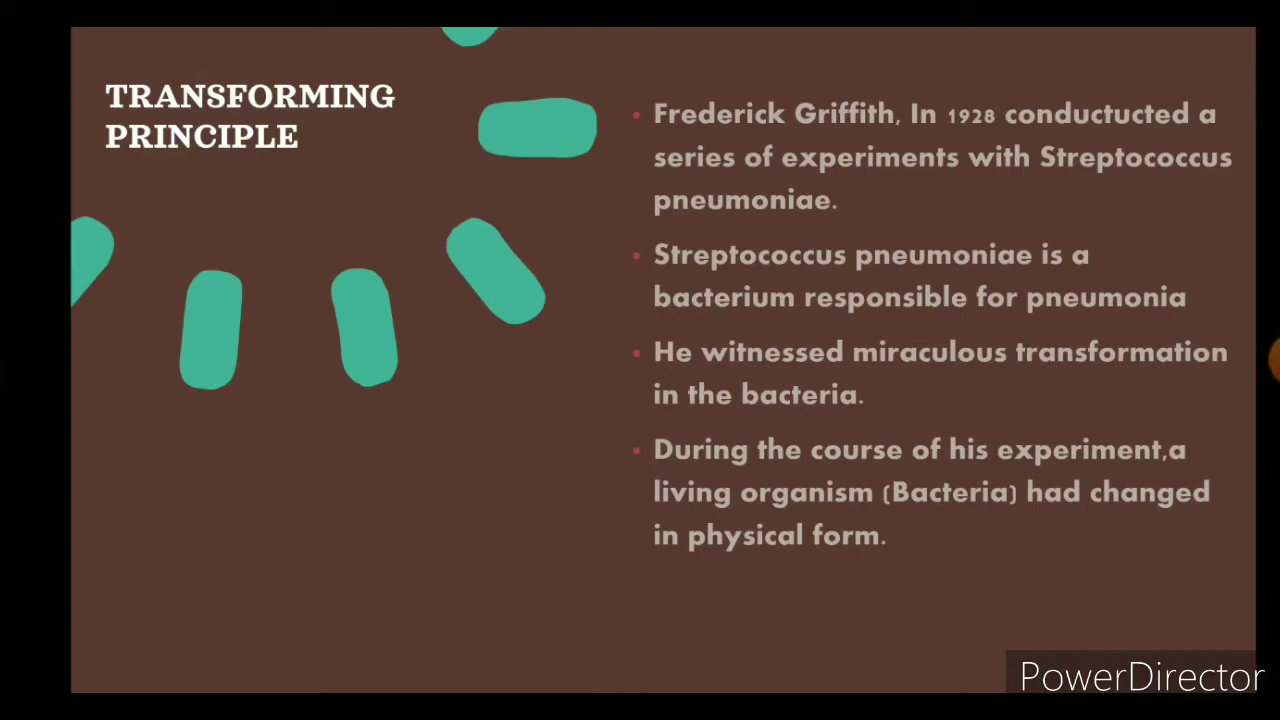 TRANSFORMING
PRINCIPLE
• Frederick Griffith, In 1928 conductucted a
series of experiments with Streptococcus
pneumoniae.
• Streptococcus pneumoniae is a
bacterium responsible for pneumonia
• He witnessed miraculous transformation
in the bacteria.
• During the course of his experiment,a
living organism (Bacteria) had changed
in physical form.
PowerDirector